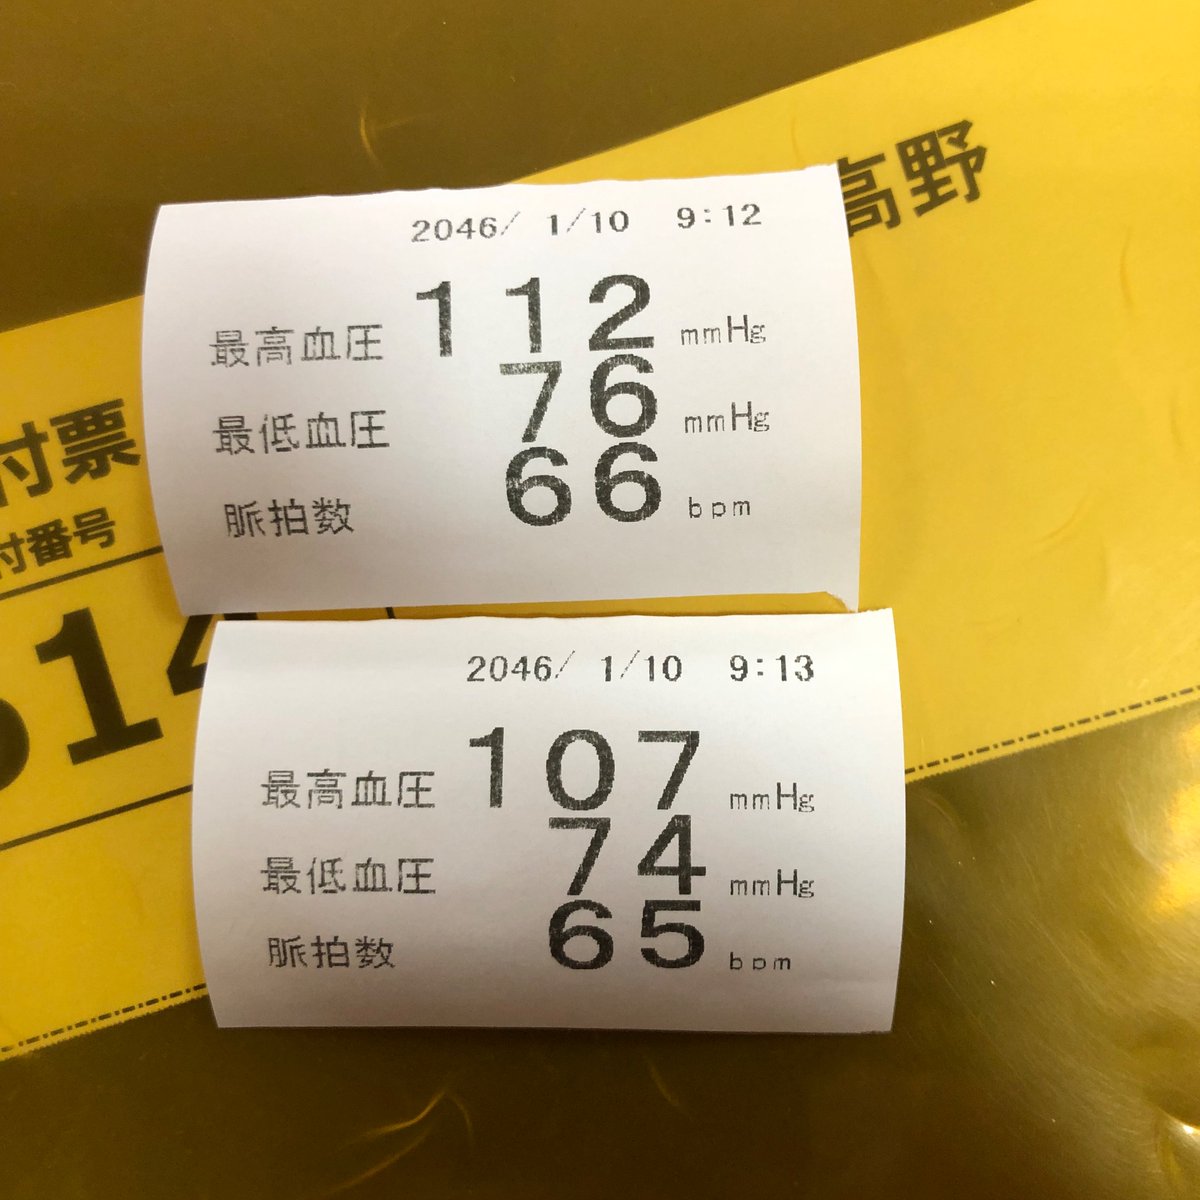 高野
2046/ 1/10 9:12
最高血圧 112 mmHg
最低血圧 76 mmHg
脈拍数 66 bpm
付票
付番号
14
2046/ 1/10 9:13
最高血圧 107 mmHg
最低血圧 74 mmHg
脈拍数 65 bpm